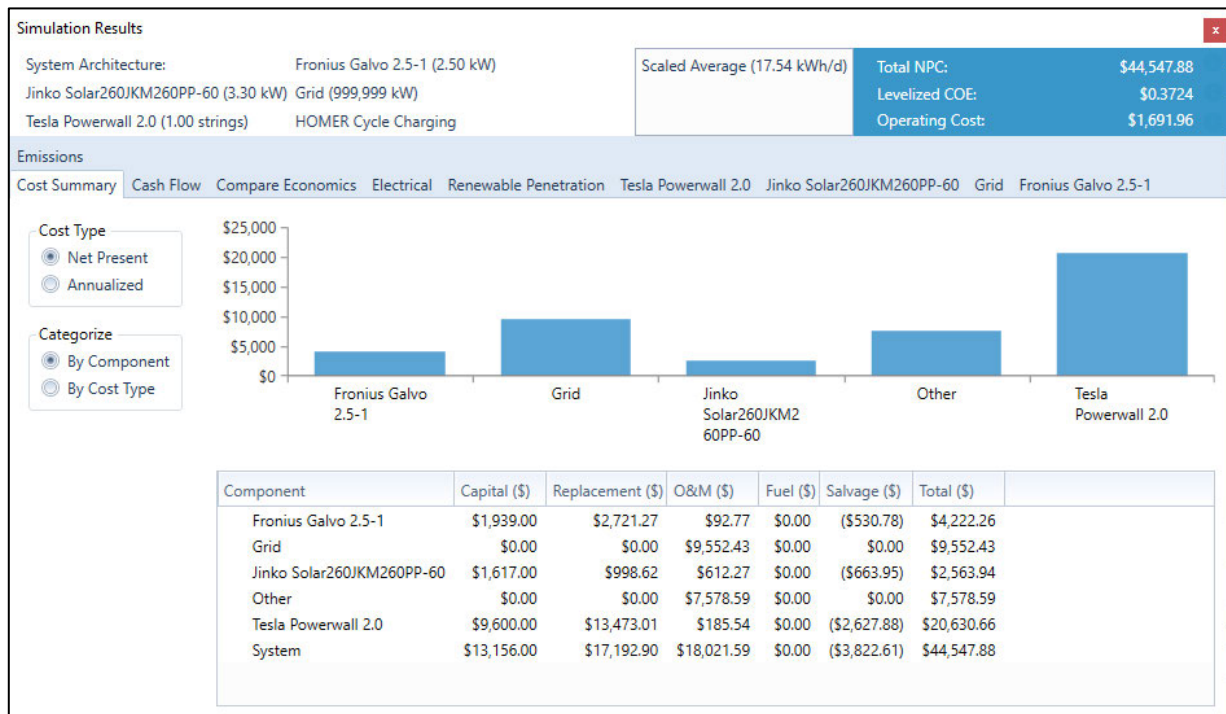 Simulation Results
x
System Architecture: Fronius Galvo 2.5-1 (2.50 kW)
Jinko Solar260JKM260PP-60 (3.30 kW) Grid (999,999 kW)
Tesla Powerwall 2.0 (1.00 strings) HOMER Cycle Charging
Scaled Average (17.54 kWh/d)
Total NPC: $44,547.88
Levelized COE: $0.3724
Operating Cost: $1,691.96
Emissions
Cost Summary Cash Flow Compare Economics Electrical Renewable Penetration Tesla Powerwall 2.0 Jinko Solar260JKM260PP-60 Grid Fronius Galvo 2.5-1
Cost Type
Net Present
Annualized
Categorize
By Component
By Cost Type
$25,000
$20,000
$15,000
$10,000
$5,000
$0
Fronius Galvo
2.5-1
Grid
Jinko
Solar260JKM2
60PP-60
Other
Tesla
Powerwall 2.0
Component Capital ($) Replacement ($) O&M ($) Fuel ($) Salvage ($) Total ($)
Fronius Galvo 2.5-1 $1,939.00 $2,721.27 $92.77 $0.00 ($530.78) $4,222.26
Grid $0.00 $0.00 $9,552.43 $0.00 $0.00 $9,552.43
Jinko Solar260JKM260PP-60 $1,617.00 $998.62 $612.27 $0.00 ($663.95) $2,563.94
Other $0.00 $0.00 $7,578.59 $0.00 $0.00 $7,578.59
Tesla Powerwall 2.0 $9,600.00 $13,473.01 $185.54 $0.00 ($2,627.88) $20,630.66
System $13,156.00 $17,192.90 $18,021.59 $0.00 ($3,822.61) $44,547.88